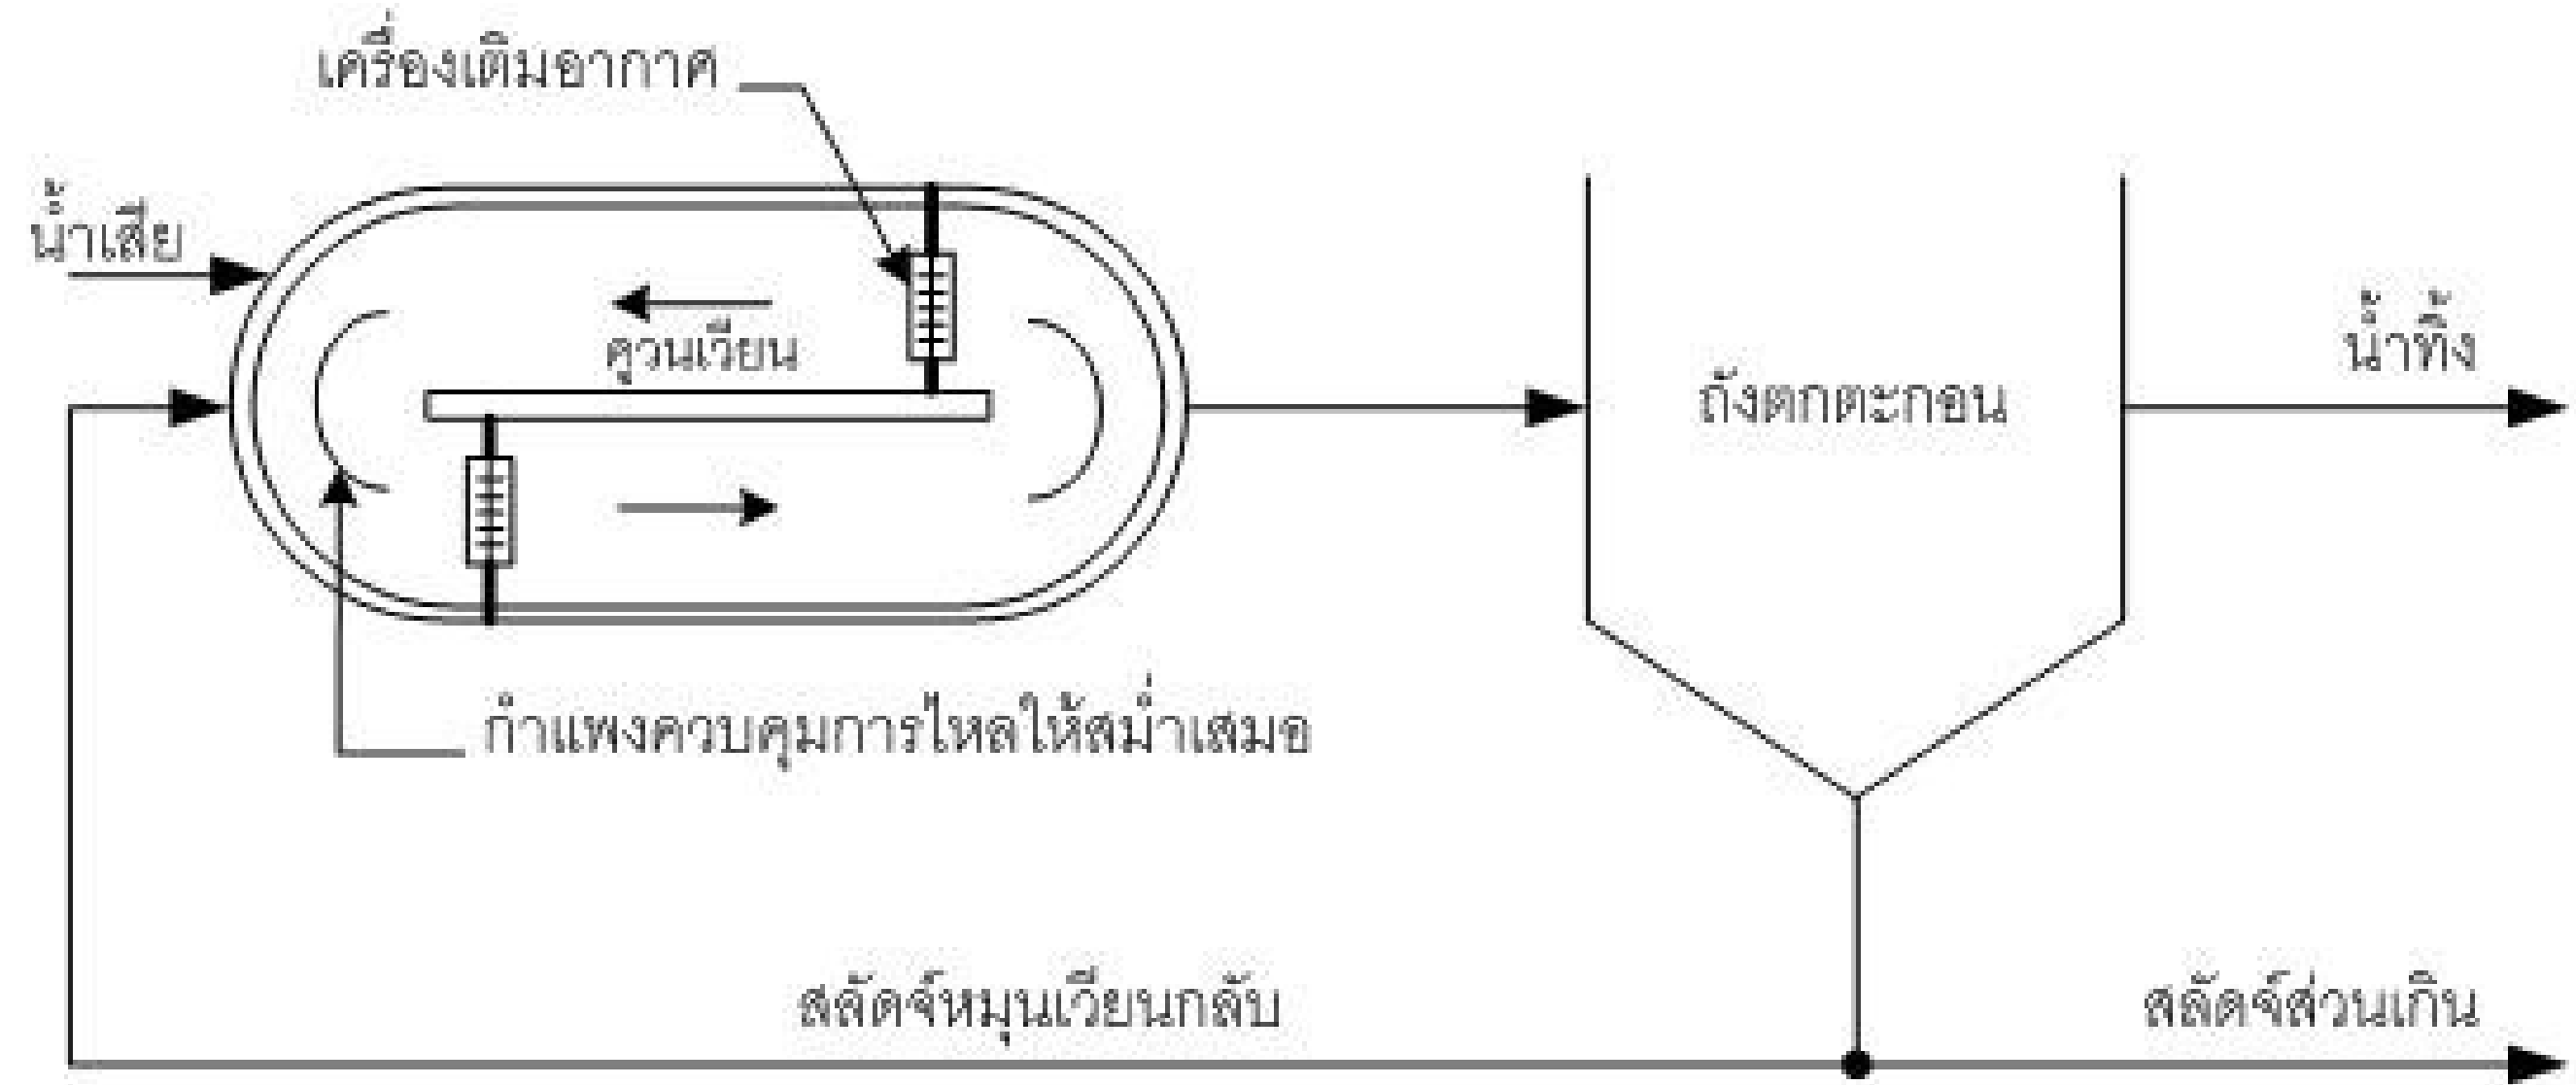 เครื่องเติมอากาศ
น้ำเสีย
คูวนเวียน
ถังตกตะกอน
น้ำทิ้ง
กำแพงควบคุมการไหลให้สม่ำเสมอ
สลัดจ์หมุนเวียนกลับ
สลัดจ์ส่วนเกิน